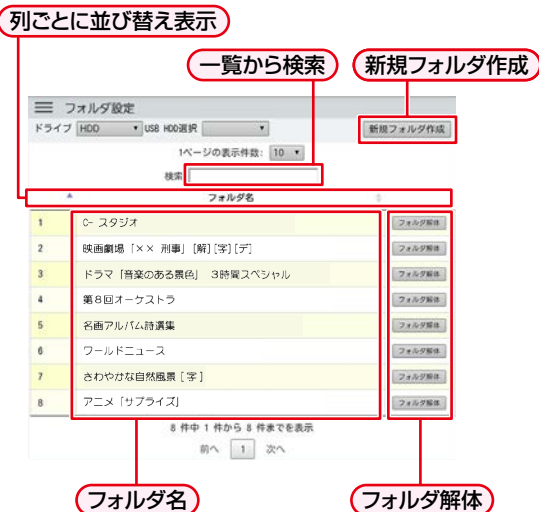 列ごとに並び替え表示
一覧から検索
新規フォルダ作成
フォルダ設定
ドライブ HDD USB HDD選択 新規フォルダ作成
1ページの表示件数: 10
検索:
フォルダ名
1 C- スタジオ フォルダ解体
2 映画劇場「×× 刑事」[解][字][デ] フォルダ解体
3 ドラマ「音楽のある景色」 3時間スペシャル フォルダ解体
4 第8回オーケストラ フォルダ解体
5 名画アルバム詩選集 フォルダ解体
6 ワールドニュース フォルダ解体
7 さわやかな自然風景[字] フォルダ解体
8 アニメ「サプライズ」 フォルダ解体
8 件中 1 件から 8 件までを表示
前へ 1 次へ
フォルダ名
フォルダ解体